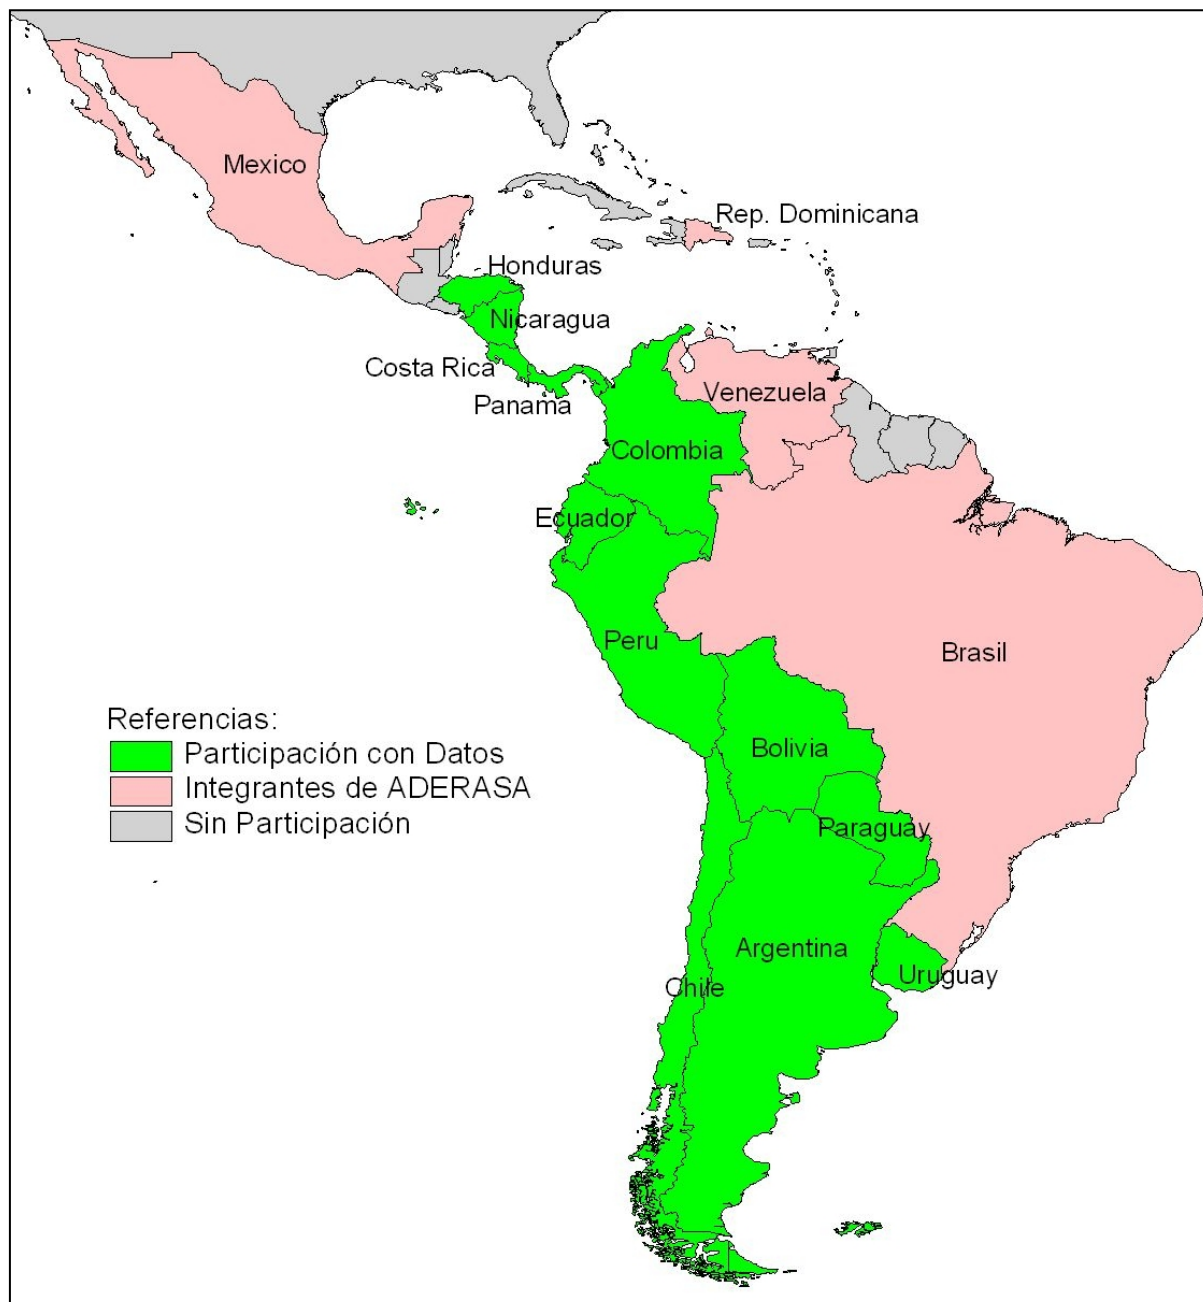 Mexico
Rep. Dominicana
Honduras
Nicaragua
Costa Rica
Panama
Venezuela
Colombia
Ecuador
Peru
Brasil
Referencias:
Participación con Datos
Integrantes de ADERASA
Sin Participación
Bolivia
Paraguay
Argentina
Uruguay
Chile